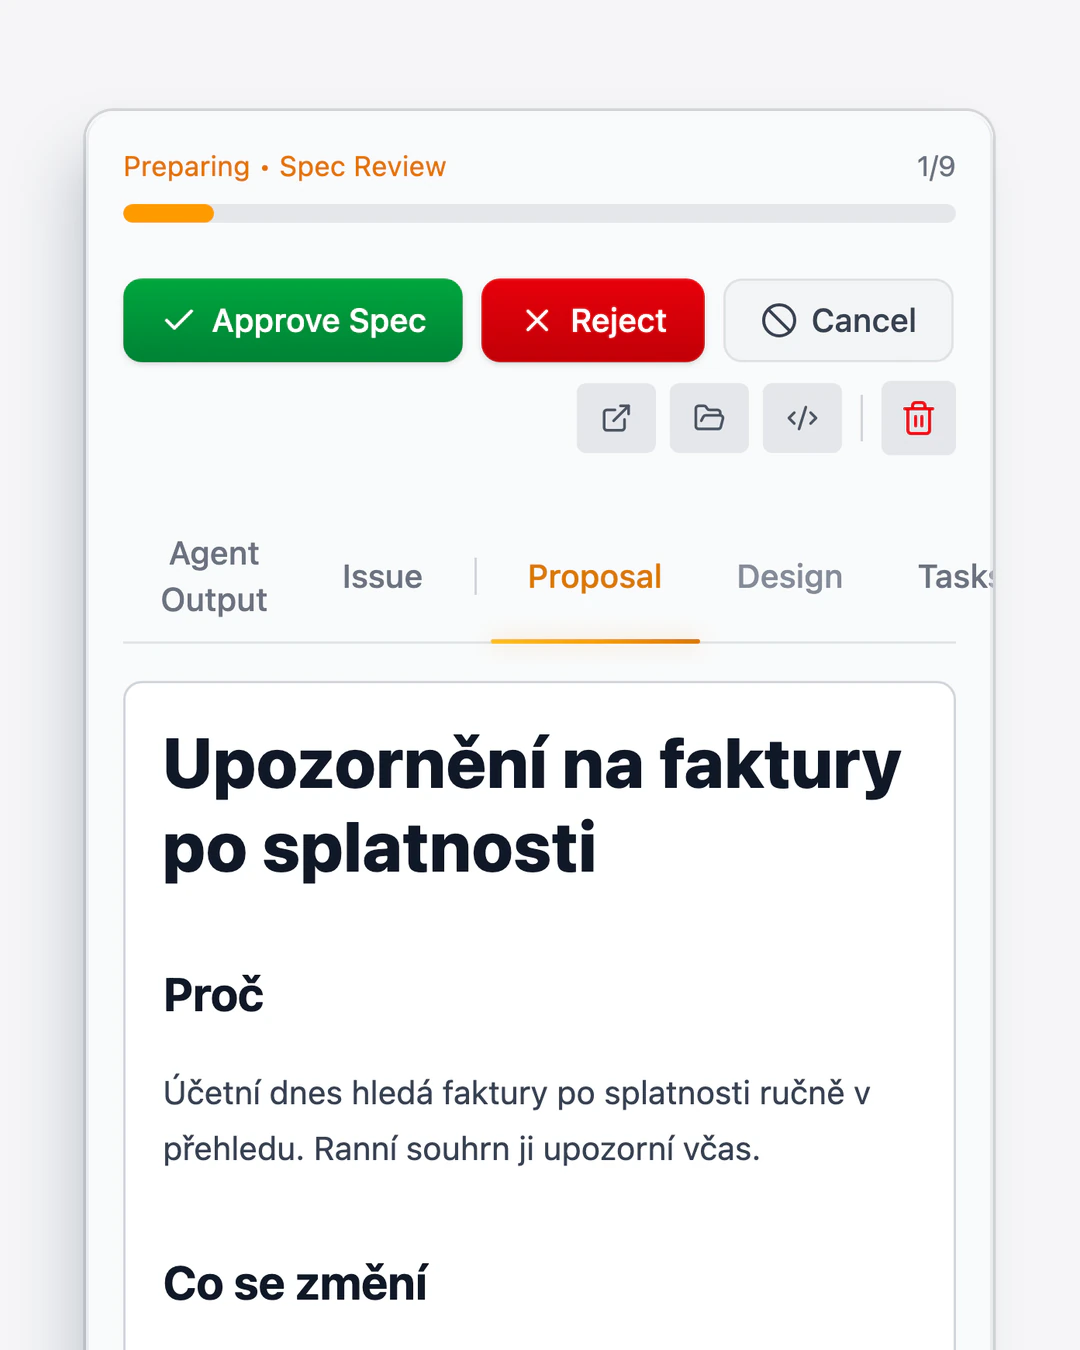 Preparing • Spec Review
1/9
Approve Spec
Reject
Cancel
Agent
Output
Issue
Proposal
Design
Tasks
Upozornění na faktury
po splatnosti
Proč
Účetní dnes hledá faktury po splatnosti ručně v
přehledu. Ranní souhrn ji upozorní včas.
Co se změní